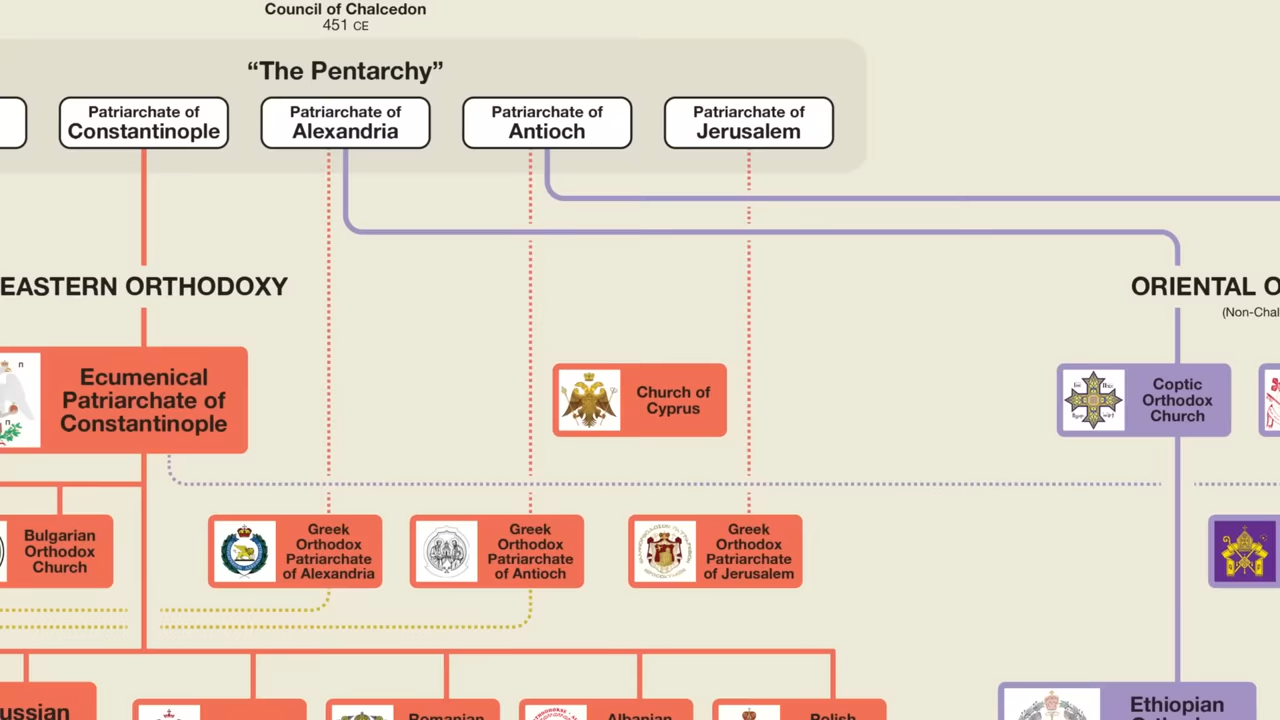 Council of Chalcedon
451 CE
“The Pentarchy”
Patriarchate of
Constantinople
Patriarchate of
Alexandria
Patriarchate of
Antioch
Patriarchate of
Jerusalem
EASTERN ORTHODOXY
ORIENTAL O
(Non-Chal
Ecumenical
Patriarchate of
Constantinople
Church of
Cyprus
Coptic
Orthodox
Church
Bulgarian
Orthodox
Church
Greek
Orthodox
Patriarchate
of Alexandria
Greek
Orthodox
Patriarchate
of Antioch
Greek
Orthodox
Patriarchate
of Jerusalem
ussian
Romanian
Albanian
Polish
Ethiopian